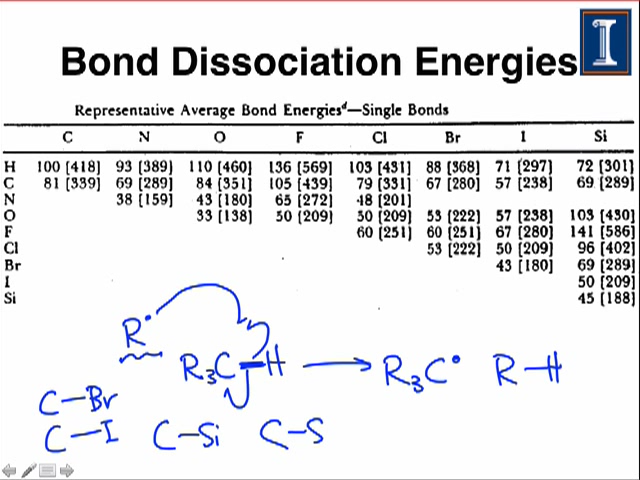 Bond Dissociation Energies
I
Representative Average Bond Energiesᵈ—Single Bonds
C N O F Cl Br I Si
H 100 [418] 93 [389] 110 [460] 136 [569] 103 [431] 88 [368] 71 [297] 72 [301]
C 81 [339] 69 [289] 84 [351] 105 [439] 79 [331] 67 [280] 57 [238] 69 [289]
N 38 [159] 43 [180] 65 [272] 48 [201]
O 33 [138] 50 [209] 50 [209] 53 [222] 57 [238] 103 [430]
F 60 [251] 60 [251] 67 [280] 141 [586]
Cl 53 [222] 50 [209] 96 [402]
Br 43 [180] 69 [289]
I 50 [209]
Si 45 [188]
R•
R₃C—H ⟶ R₃C• R—H
C—Br
C—I C—Si C—S